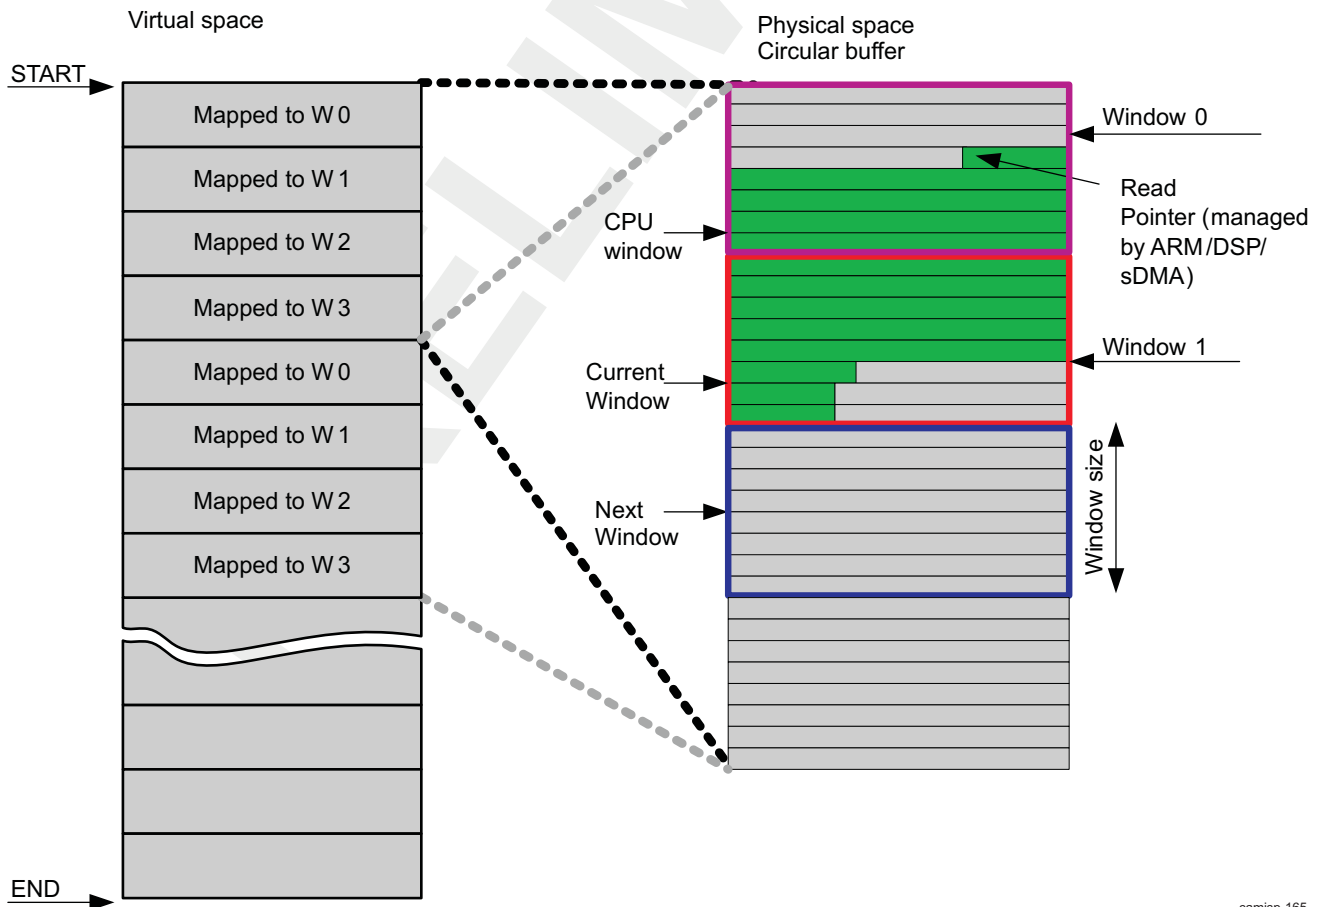 Virtual space
Physical space
Circular buffer
START
Mapped to W 0
Mapped to W 1
Mapped to W 2
Mapped to W 3
Mapped to W 0
Mapped to W 1
Mapped to W 2
Mapped to W 3
END
CPU
window
Current
Window
Next
Window
Window 0
Read
Pointer (managed
by ARM/DSP/
sDMA)
Window 1
Window size
camisp-165